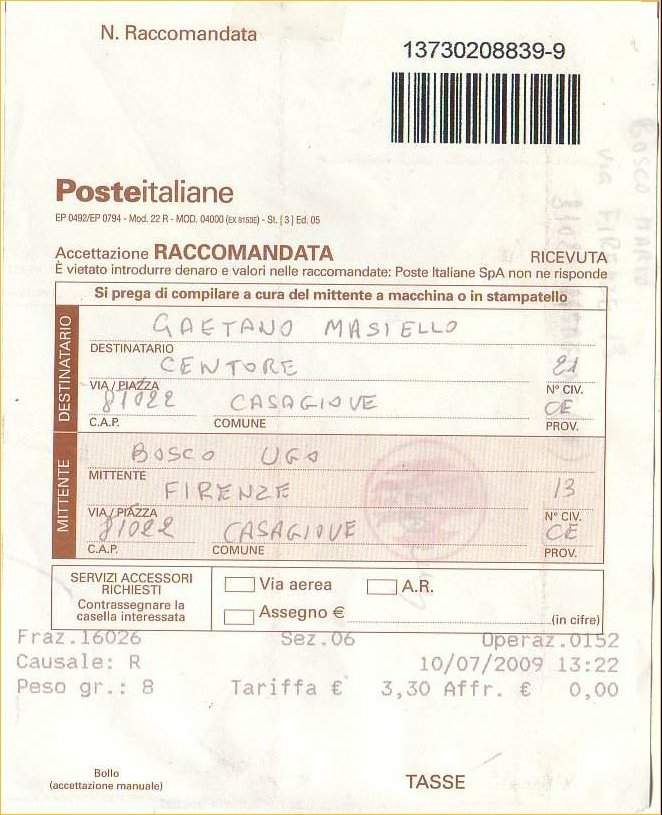 N. Raccomandata
13730208839-9
Posteitaliane
EP 0492/EP 0794 - Mod. 22 R - MOD. 04000 (EX 8153E) - St. [ 3 ] Ed. 05
Accettazione RACCOMANDATA
RICEVUTA
È vietato introdurre denaro e valori nelle raccomandate: Poste Italiane SpA non ne risponde
Si prega di compilare a cura del mittente a macchina o in stampatello
DESTINATARIO
GAETANO MASIELLO
DESTINATARIO
CENTORE 21
VIA / PIAZZA N° CIV.
81022 CASAGIOVE CE
C.A.P. COMUNE PROV.
MITTENTE
BOSCO UGO
MITTENTE
FIRENZE 13
VIA / PIAZZA N° CIV.
81022 CASAGIOVE CE
C.A.P. COMUNE PROV.
SERVIZI ACCESSORI
RICHIESTI
Contrassegnare la
casella interessata
Via aerea A.R.
Assegno € (in cifre)
Fraz.16026 Sez.06 Operaz.0152
Causale: R 10/07/2009 13:22
Peso gr.: 8 Tariffa € 3,30 Affr. € 0,00
Bollo
(accettazione manuale)
TASSE
BOSCO MARIO
VIA FIRENZE